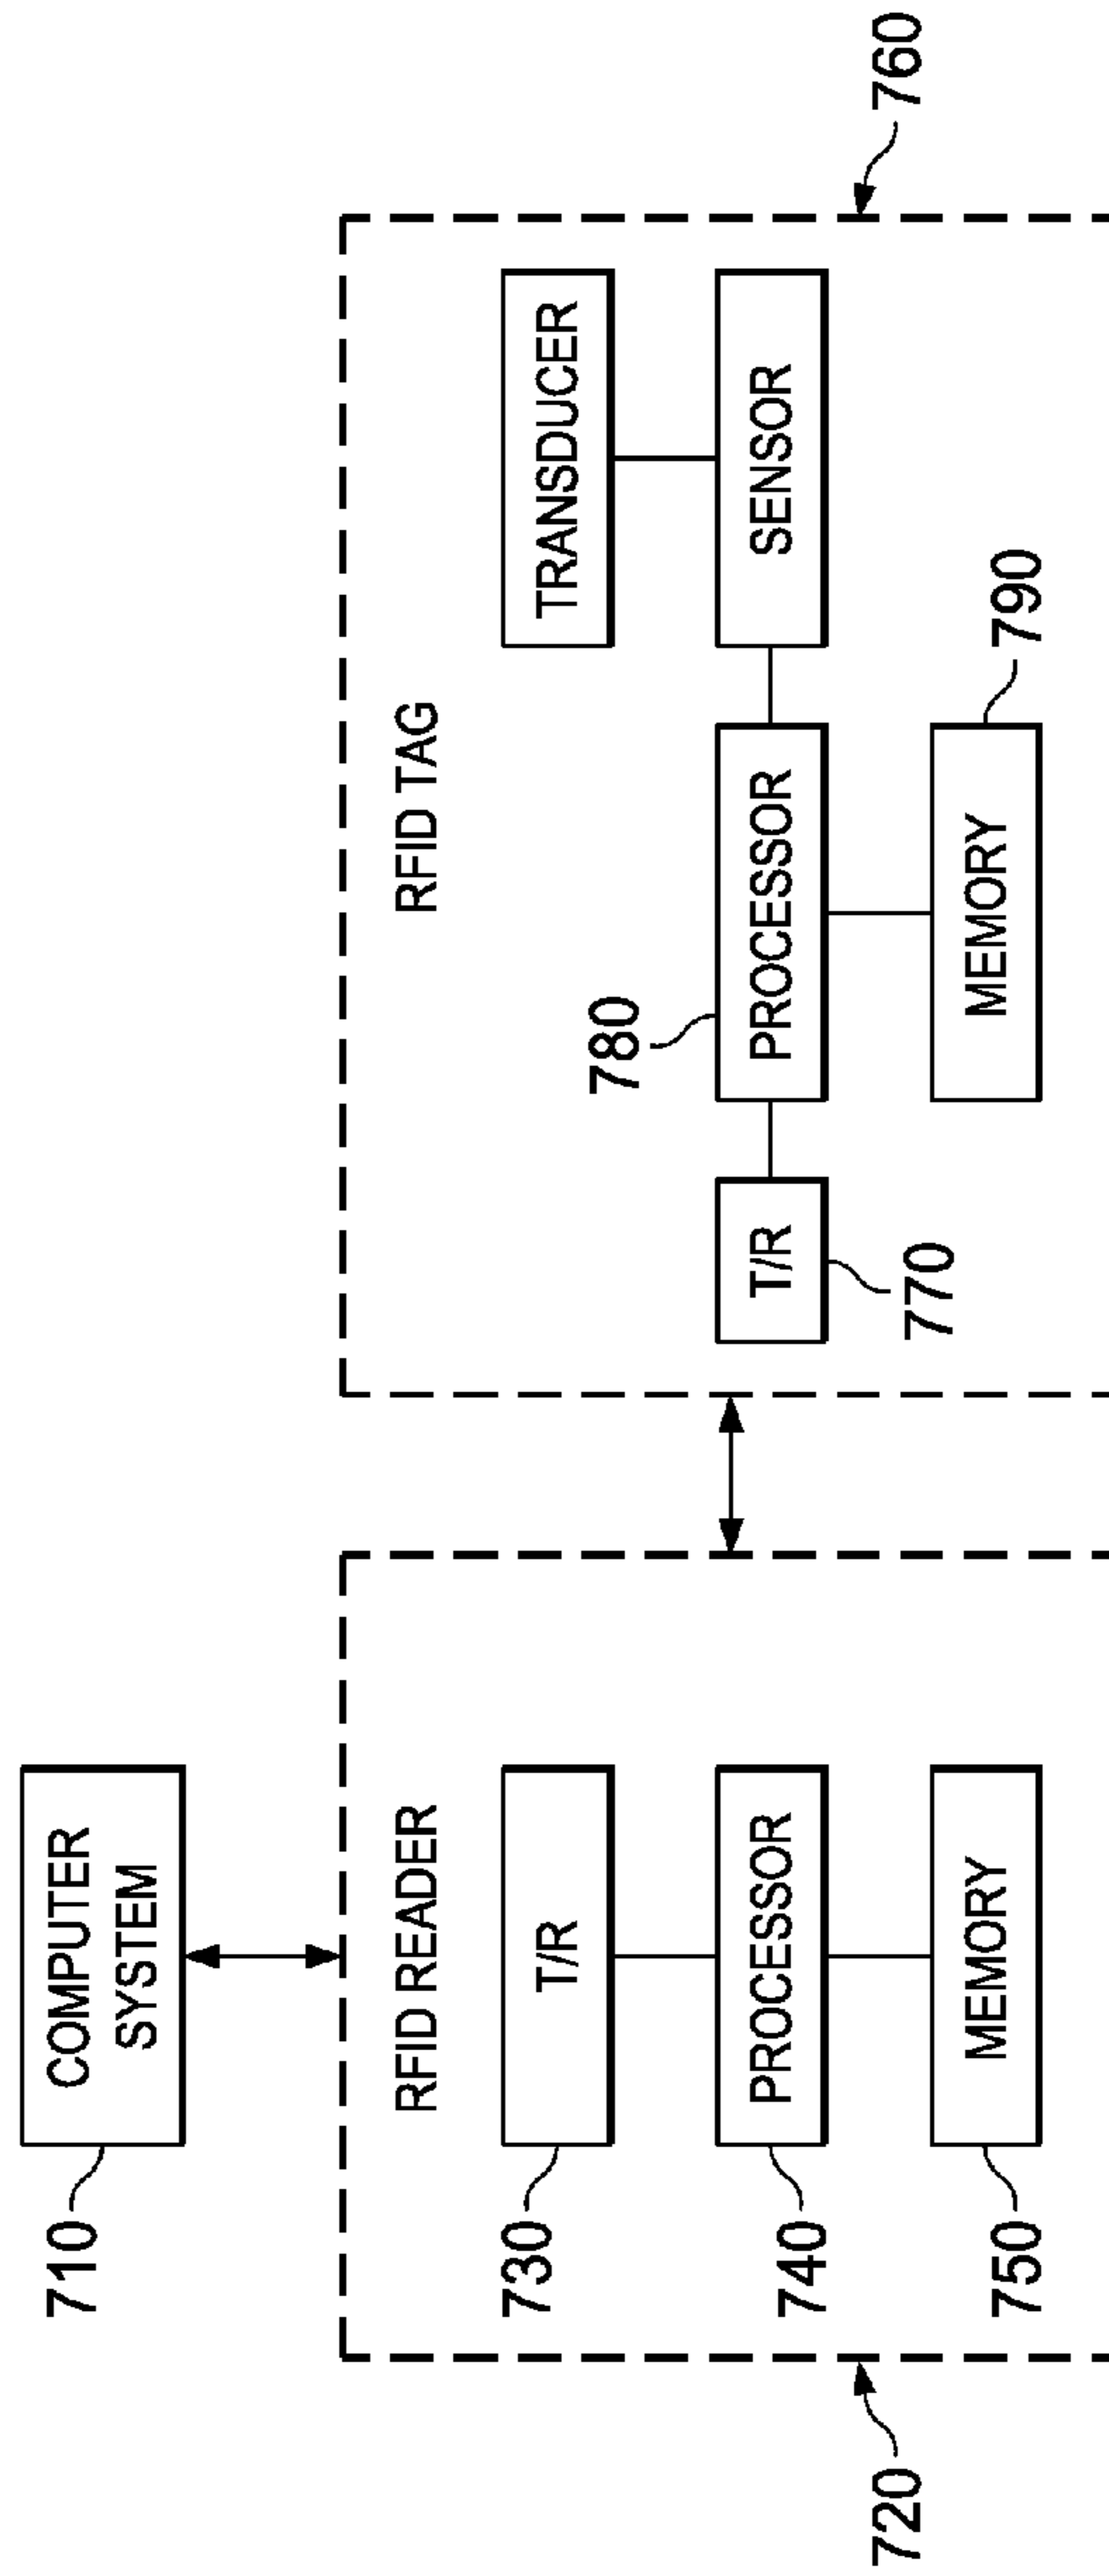 710
COMPUTER
SYSTEM
RFID READER
730
T/R
740
PROCESSOR
750
MEMORY
720
RFID TAG
TRANSDUCER
780
T/R
PROCESSOR
SENSOR
770
MEMORY
790
760